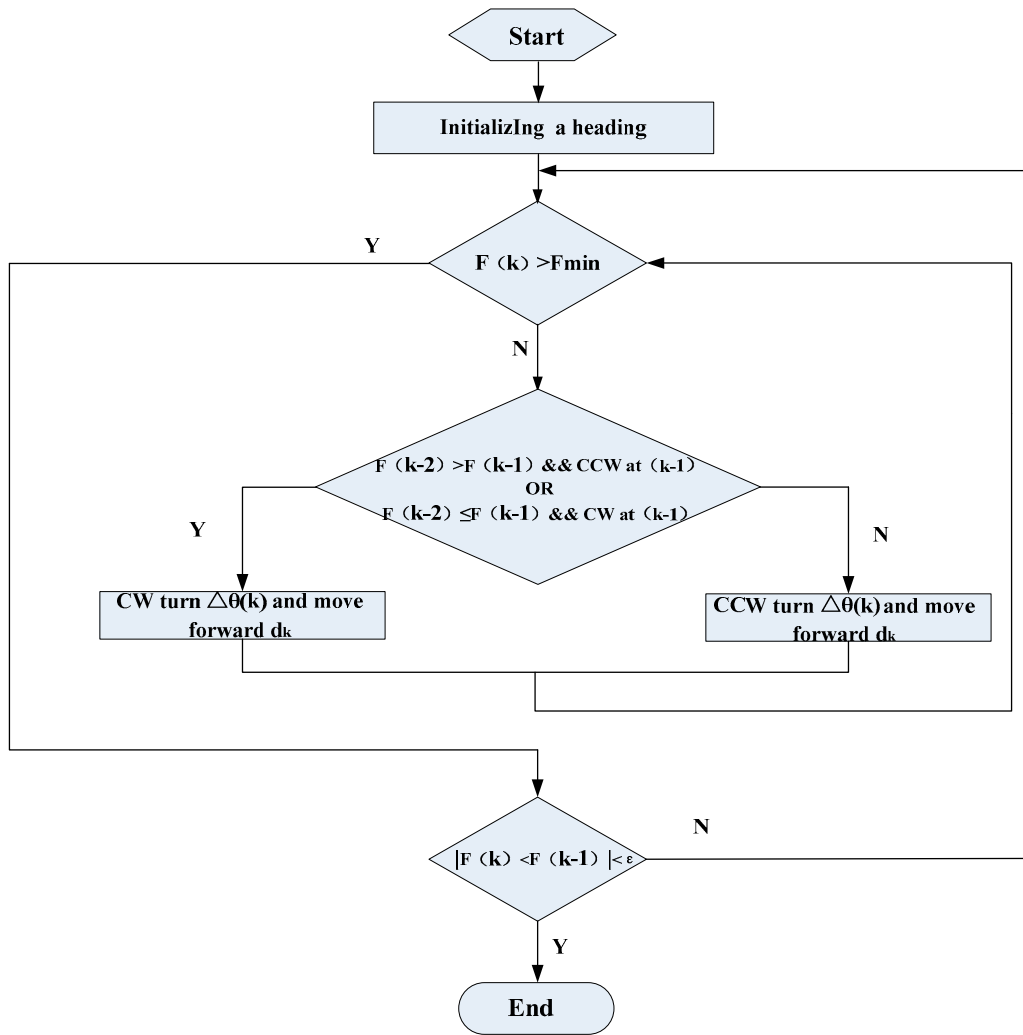 Start
InitializIng a heading
Y
F（k）>Fmin
N
F（k-2）>F（k-1）&& CCW at（k-1）
OR
F（k-2）≤F（k-1）&& CW at（k-1）
Y
N
CW turn △θ(k) and move
forward dk
CCW turn △θ(k) and move
forward dk
N
|F（k）<F（k-1）|< ε
Y
End